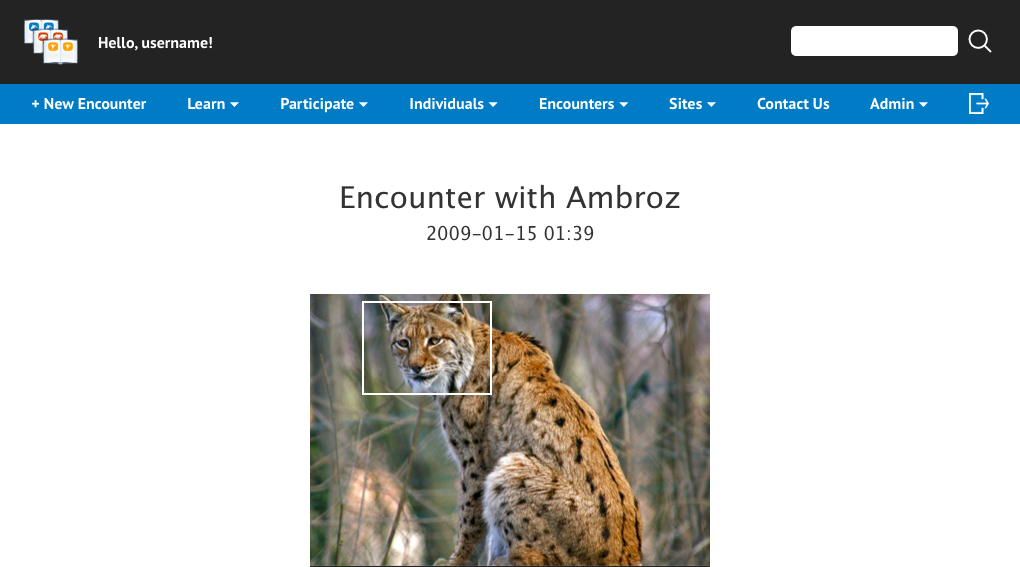 Hello, username!
+ New Encounter Learn Participate Individuals Encounters Sites Contact Us Admin
Encounter with Ambroz
2009-01-15 01:39